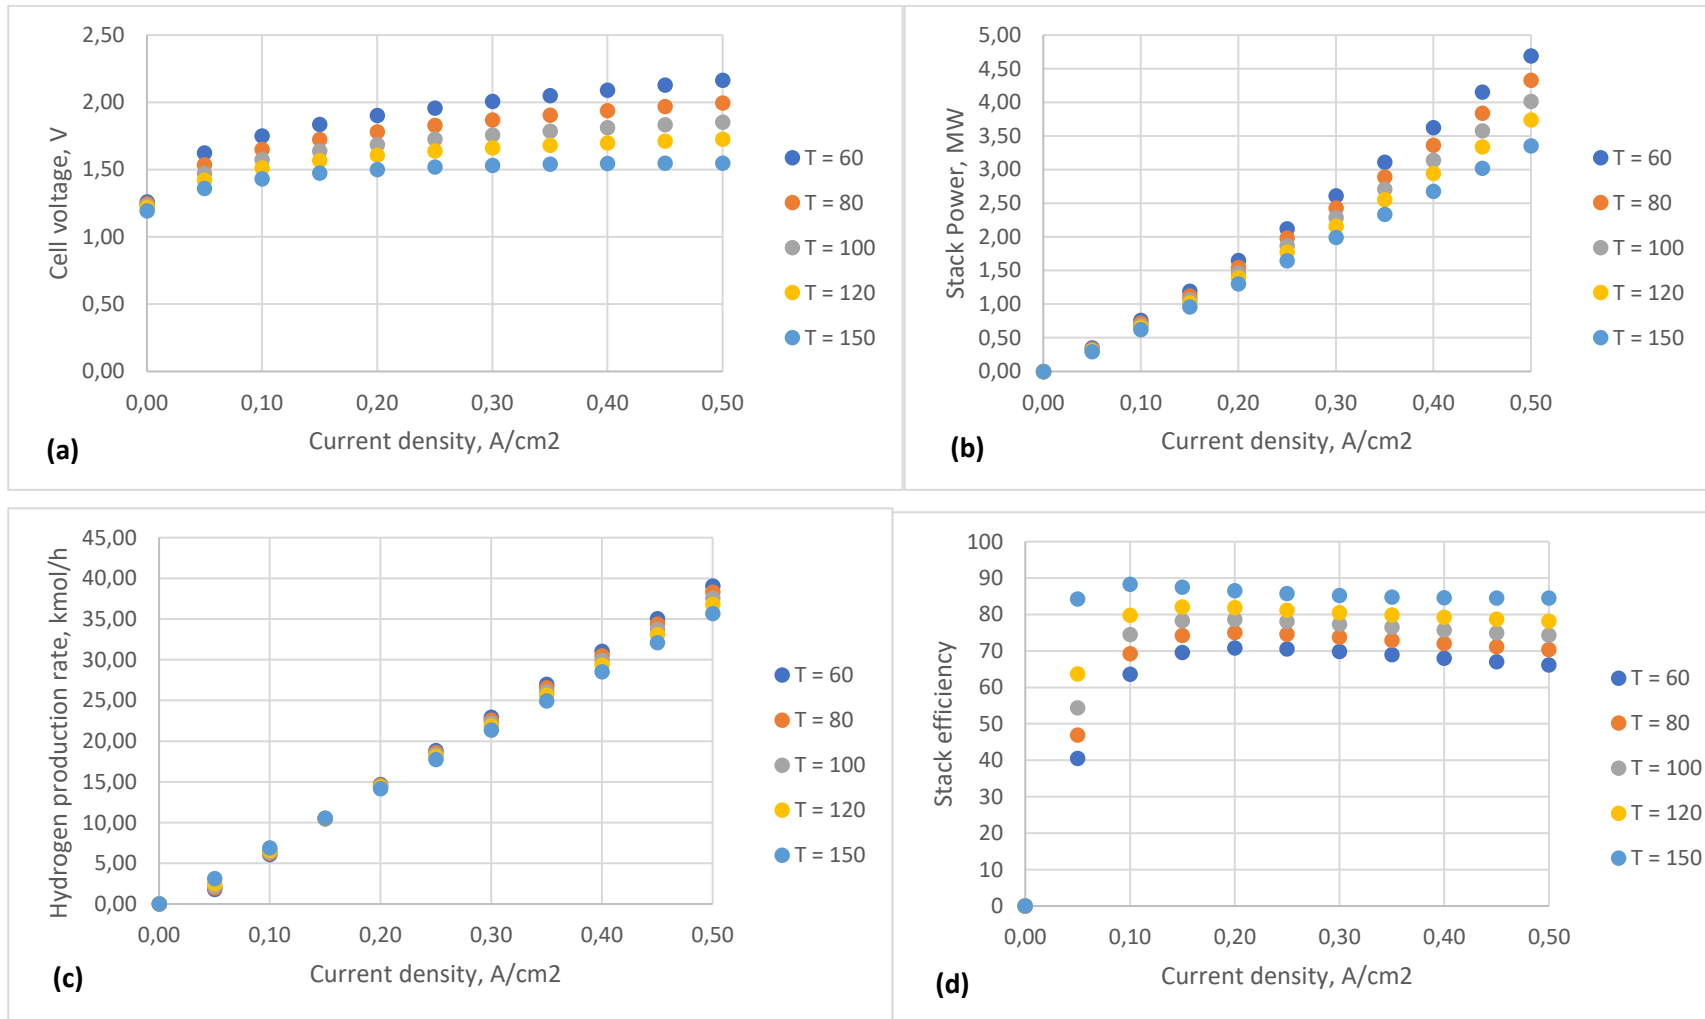 2,50
2,00
1,50
1,00
0,50
0,00
Cell voltage, V
0,00 0,10 0,20 0,30 0,40 0,50
Current density, A/cm2
T = 60
T = 80
T = 100
T = 120
T = 150
(a)
5,00
4,50
4,00
3,50
3,00
2,50
2,00
1,50
1,00
0,50
0,00
Stack Power, MW
0,00 0,10 0,20 0,30 0,40 0,50
Current density, A/cm2
T = 60
T = 80
T = 100
T = 120
T = 150
(b)
45,00
40,00
35,00
30,00
25,00
20,00
15,00
10,00
5,00
0,00
Hydrogen production rate, kmol/h
0,00 0,10 0,20 0,30 0,40 0,50
Current density, A/cm2
T = 60
T = 80
T = 100
T = 120
T = 150
(c)
100
90
80
70
60
50
40
30
20
10
0
Stack efficiency
0,00 0,10 0,20 0,30 0,40 0,50
Current density, A/cm2
T = 60
T = 80
T = 100
T = 120
T = 150
(d)